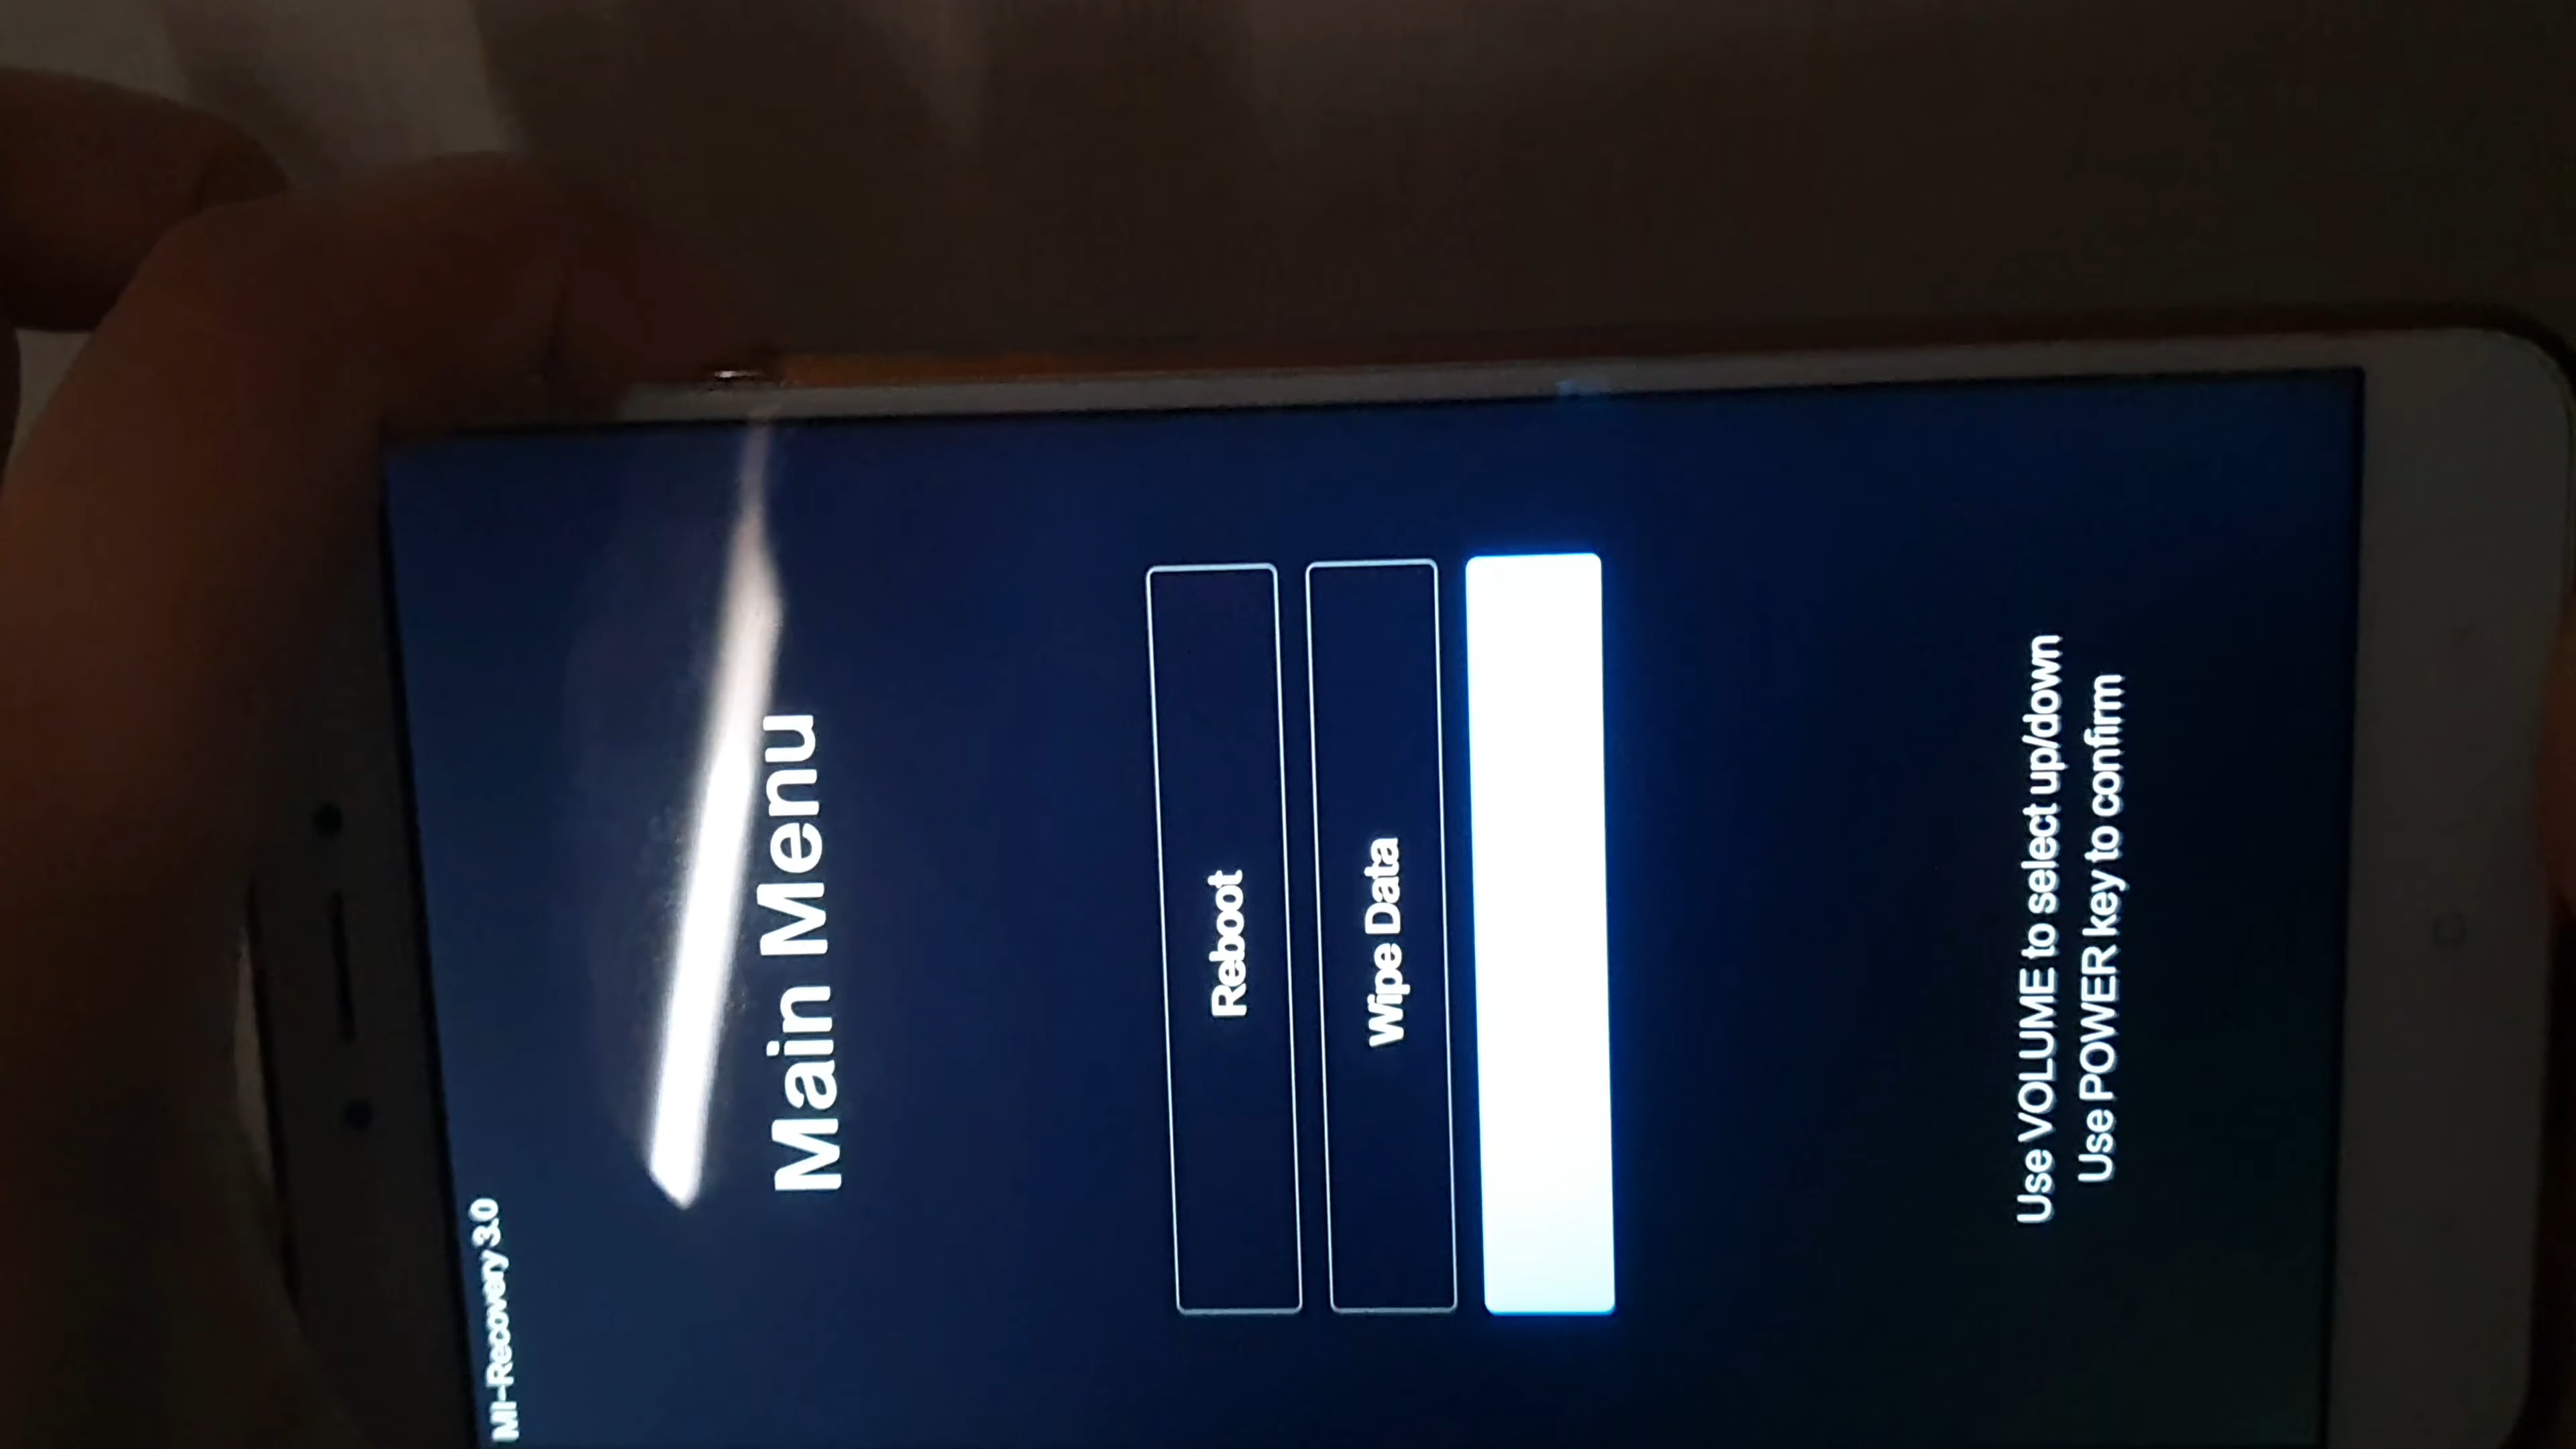 MI-Recovery 3.0
Main Menu
Reboot
Wipe Data
Use VOLUME to select up/down
Use POWER key to confirm